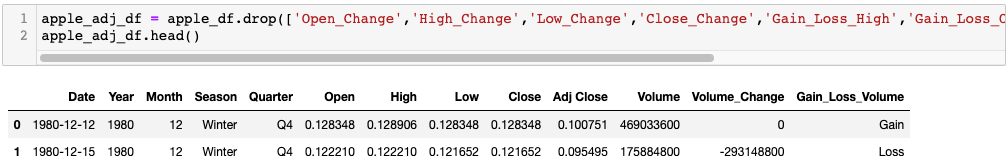 1 apple_adj_df = apple_df.drop(['Open_Change','High_Change','Low_Change','Close_Change','Gain_Loss_High','Gain_Loss_
2 apple_adj_df.head()
Date Year Month Season Quarter Open High Low Close Adj Close Volume Volume_Change Gain_Loss_Volume
0 1980-12-12 1980 12 Winter Q4 0.128348 0.128906 0.128348 0.128348 0.100751 469033600 0 Gain
1 1980-12-15 1980 12 Winter Q4 0.122210 0.122210 0.121652 0.121652 0.095495 175884800 -293148800 Loss